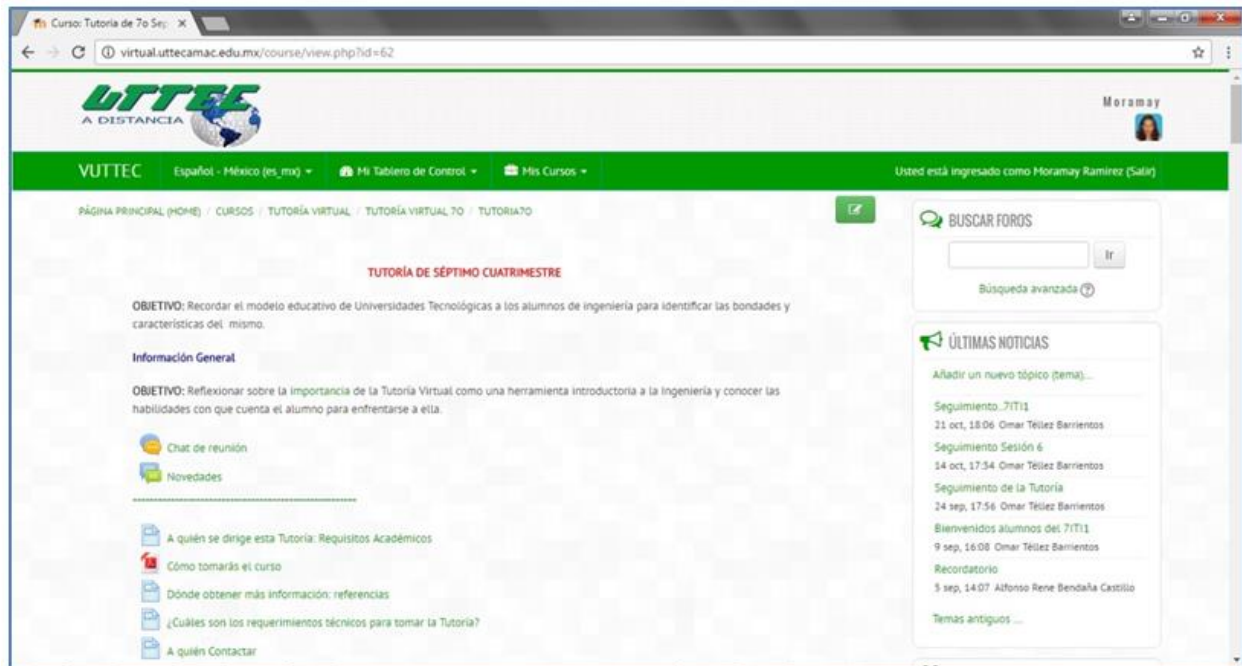 Curso: Tutoria de 7o Sep
virtual.uttecamac.edu.mx/course/view.php?id=62
UTTEC
A DISTANCIA
Moramay
VUTTEC
Español - México (es_mx)
Mi Tablero de Control
Mis Cursos
Usted está ingresado como Moramay Ramirez (Salir)
PÁGINA PRINCIPAL (HOME) / CURSOS / TUTORÍA VIRTUAL / TUTORÍA VIRTUAL 7O / TUTORIA7O
TUTORÍA DE SÉPTIMO CUATRIMESTRE
OBJETIVO: Recordar el modelo educativo de Universidades Tecnológicas a los alumnos de ingeniería para identificar las bondades y
características del mismo.
Información General
OBJETIVO: Reflexionar sobre la importancia de la Tutoría Virtual como una herramienta introductoria a la Ingeniería y conocer las
habilidades con que cuenta el alumno para enfrentarse a ella.
Chat de reunión
Novedades
A quién se dirige esta Tutoría: Requisitos Académicos
Cómo tomarás el curso
Dónde obtener más información: referencias
¿Cuáles son los requerimientos técnicos para tomar la Tutoría?
A quién Contactar
BUSCAR FOROS
Ir
Búsqueda avanzada
ÚLTIMAS NOTICIAS
Añadir un nuevo tópico (tema)...
Seguimiento..7ITI1
21 oct, 18:06 Omar Téllez Barrientos
Seguimiento Sesión 6
14 oct, 17:54 Omar Téllez Barrientos
Seguimiento de la Tutoría
24 sep, 17:56 Omar Téllez Barrientos
Bienvenidos alumnos del 7ITI1
9 sep, 16:08 Omar Téllez Barrientos
Recordatorio
5 sep, 14:07 Alfonso Rene Bendaña Castillo
Temas antiguos ...